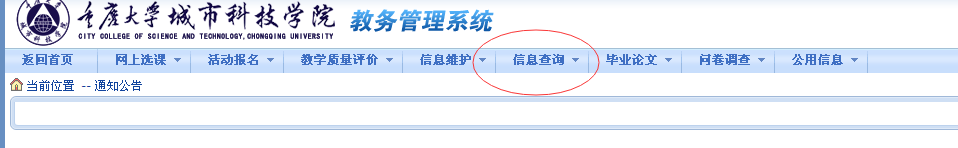 重庆大学城市科技学院 教务管理系统
CITY COLLEGE OF SCIENCE AND TECHNOLOGY, CHONGQING UNIVERSITY
返回首页 网上选课 活动报名 教学质量评价 信息维护 信息查询 毕业论文 问卷调查 公用信息
当前位置 -- 通知公告